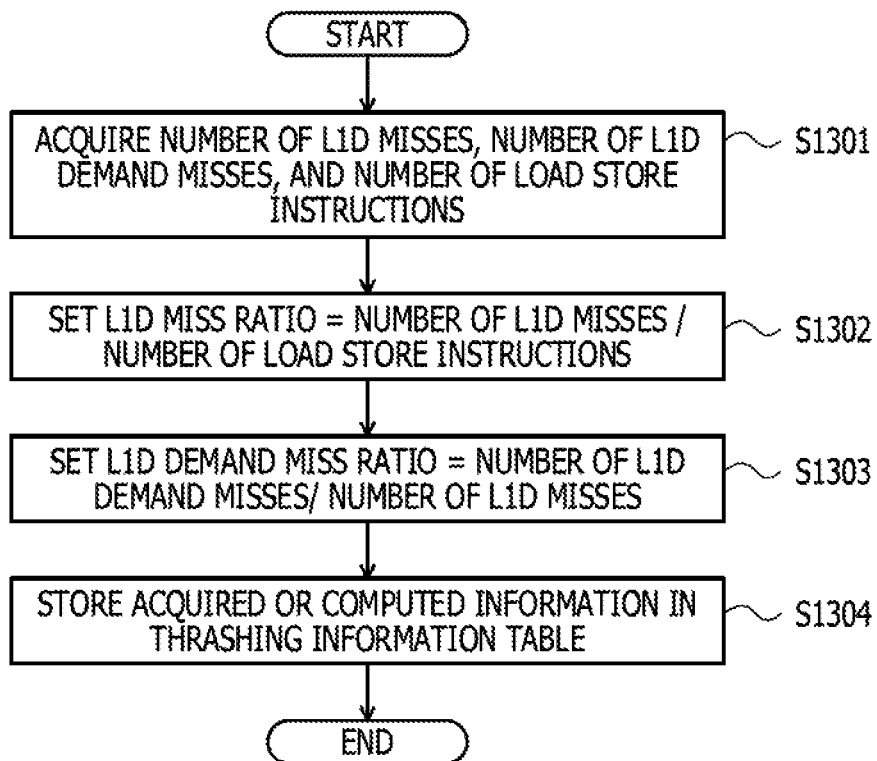 START
ACQUIRE NUMBER OF L1D MISSES, NUMBER OF L1D
DEMAND MISSES, AND NUMBER OF LOAD STORE
INSTRUCTIONS
S1301
SET L1D MISS RATIO = NUMBER OF L1D MISSES /
NUMBER OF LOAD STORE INSTRUCTIONS
S1302
SET L1D DEMAND MISS RATIO = NUMBER OF L1D
DEMAND MISSES/ NUMBER OF L1D MISSES
S1303
STORE ACQUIRED OR COMPUTED INFORMATION IN
THRASHING INFORMATION TABLE
S1304
END